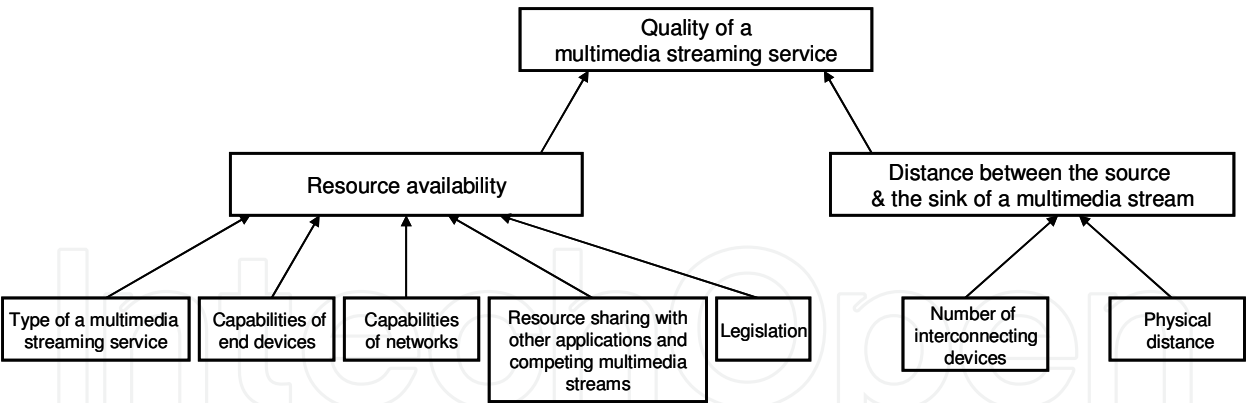 Quality of a
multimedia streaming service
Resource availability
Distance between the source
& the sink of a multimedia stream
Type of a multimedia
streaming service
Capabilities of
end devices
Capabilities
of networks
Resource sharing with
other applications and
competing multimedia
streams
Legislation
Number of
interconnecting
devices
Physical
distance
IntechOpen